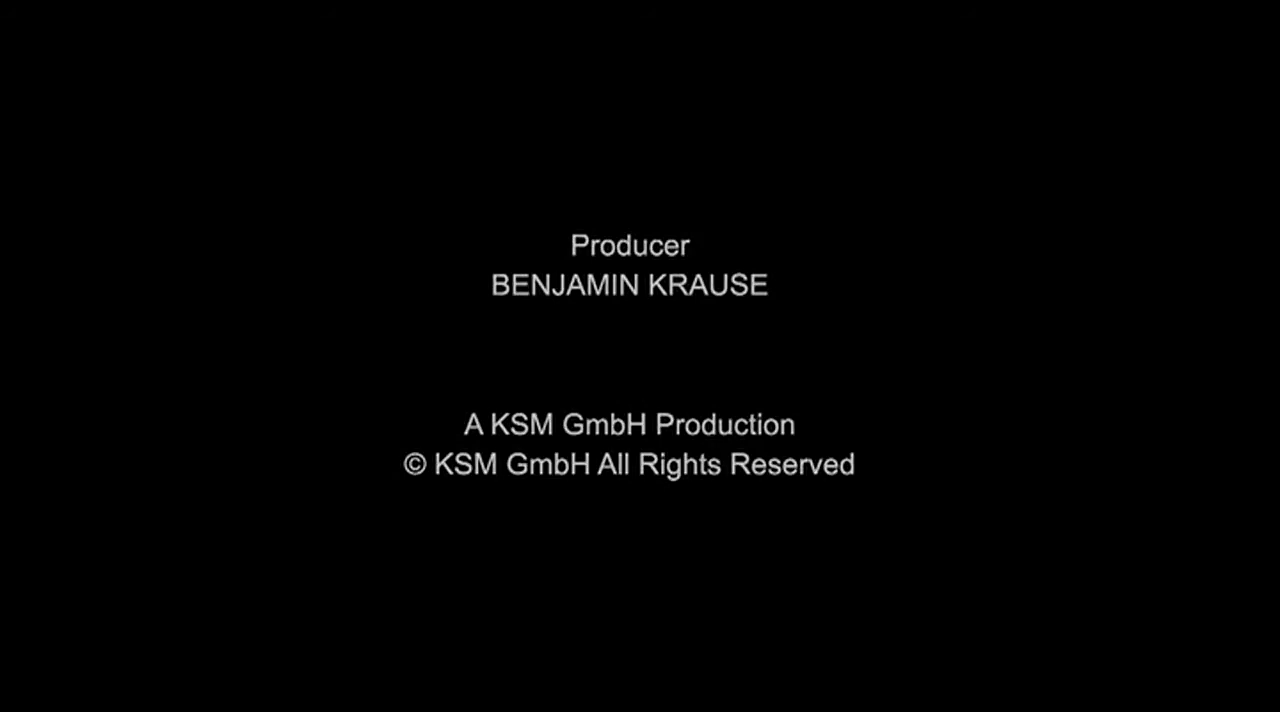 Producer
BENJAMIN KRAUSE
A KSM GmbH Production
© KSM GmbH All Rights Reserved